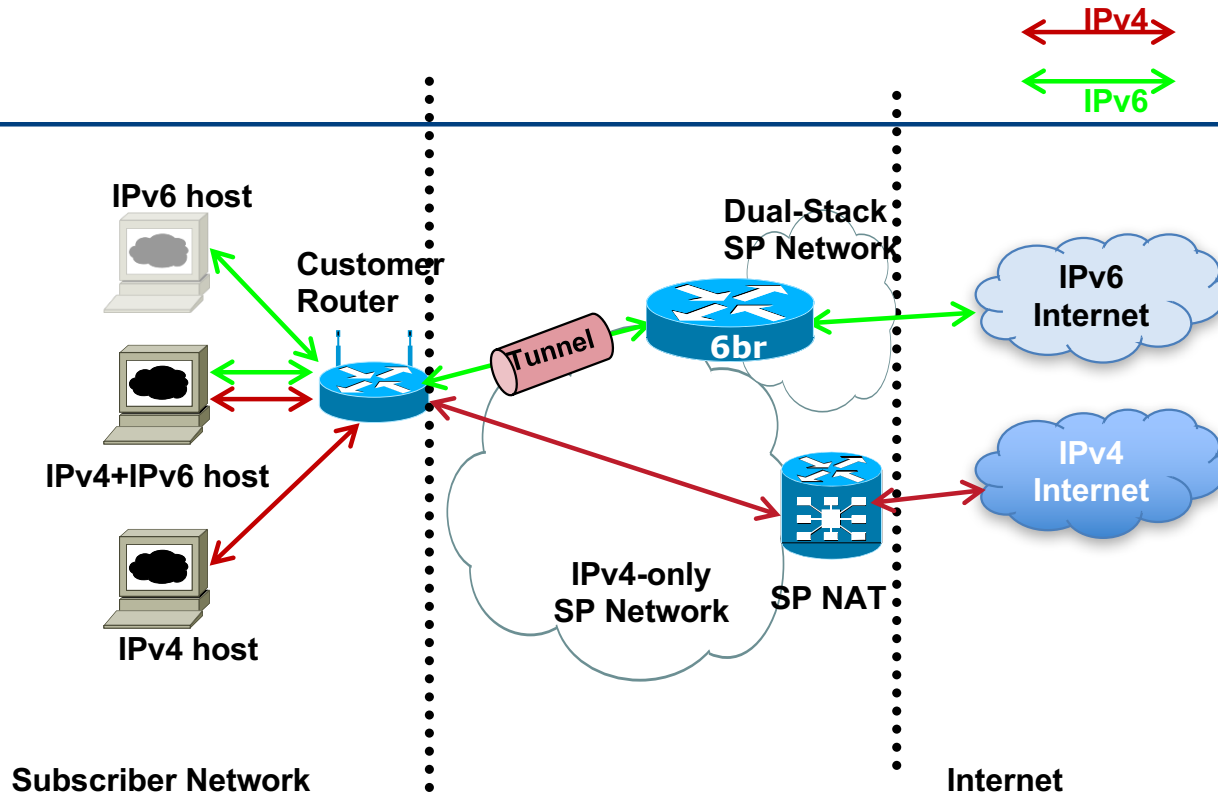 IPv4
IPv6
IPv6 host
Customer
Router
Dual-Stack
SP Network
IPv6
Internet
Tunnel
6br
IPv4+IPv6 host
IPv4
Internet
IPv4-only
SP Network
SP NAT
IPv4 host
Subscriber Network
Internet